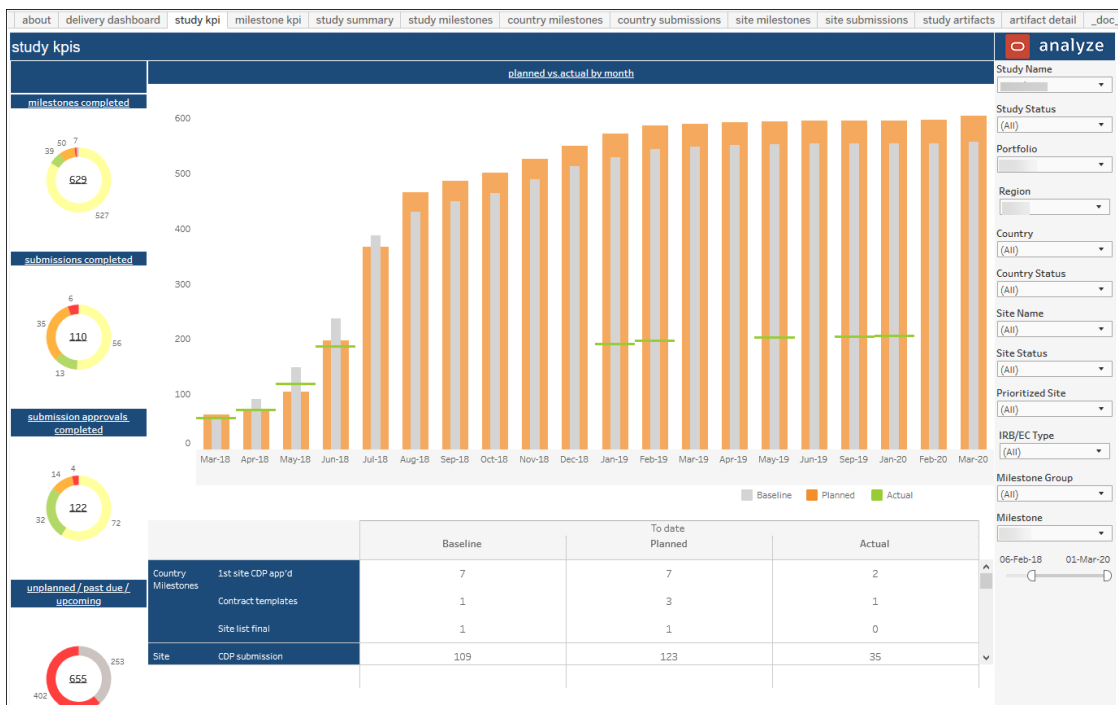 about delivery dashboard study kpi milestone kpi study summary study milestones country milestones country submissions site milestones site submissions study artifacts artifact detail _doc_
study kpis
analyze
milestones completed
50 7
39
629
527
submissions completed
6
35
110
56
13
submission approvals
completed
14 4
122
32
72
unplanned / past due /
upcoming
253
655
402
planned vs.actual by month
600
500
400
300
200
100
0
Mar-18 Apr-18 May-18 Jun-18 Jul-18 Aug-18 Sep-18 Oct-18 Nov-18 Dec-18 Jan-19 Feb-19 Mar-19 Apr-19 May-19 Jun-19 Sep-19 Jan-20 Feb-20 Mar-20
Baseline Planned Actual
To date
Baseline Planned Actual
Country Milestones 1st site CDP app'd 7 7 2
Contract templates 1 3 1
Site list final 1 1 0
Site CDP submission 109 123 35
Study Name
Study Status
(All)
Portfolio
Region
Country
(All)
Country Status
(All)
Site Name
(All)
Site Status
(All)
Prioritized Site
(All)
IRB/EC Type
(All)
Milestone Group
(All)
Milestone
06-Feb-18 01-Mar-20